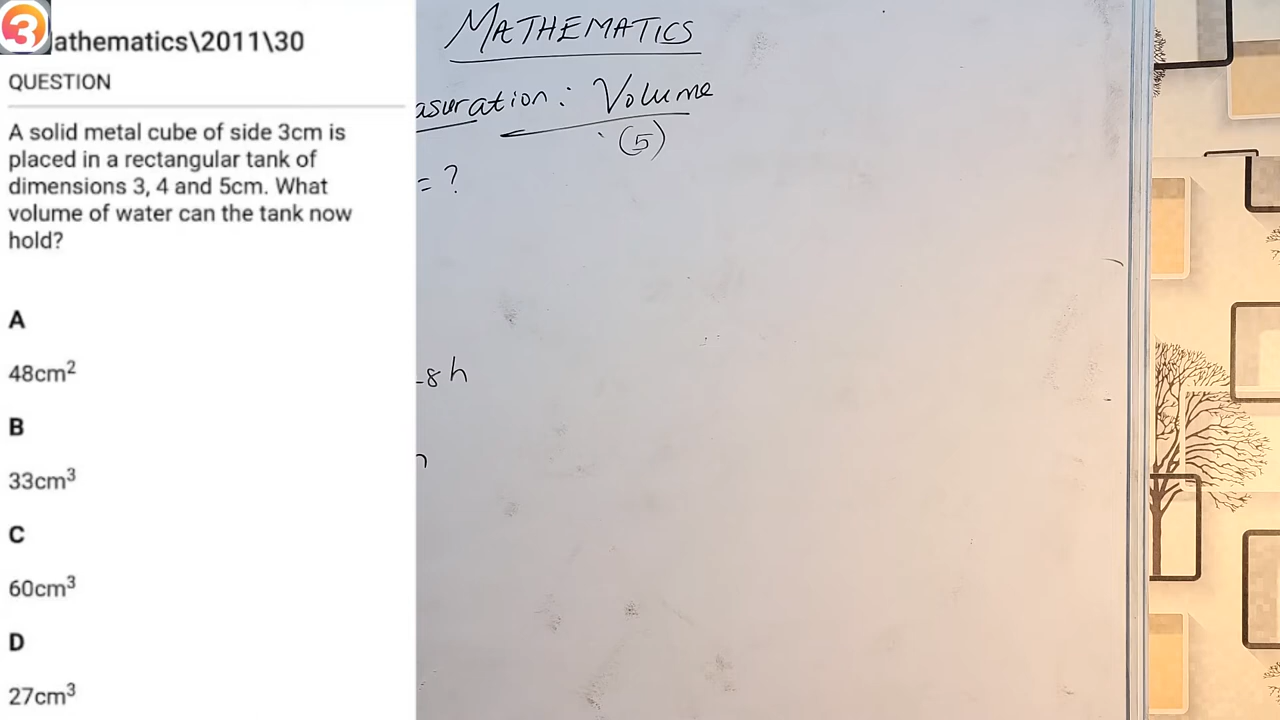 3
athematics\2011\30
QUESTION
A solid metal cube of side 3cm is
placed in a rectangular tank of
dimensions 3, 4 and 5cm. What
volume of water can the tank now
hold?
A
48cm²
B
33cm³
C
60cm³
D
27cm³
MATHEMATICS
asuration: Volume
(5)
= ?
8h